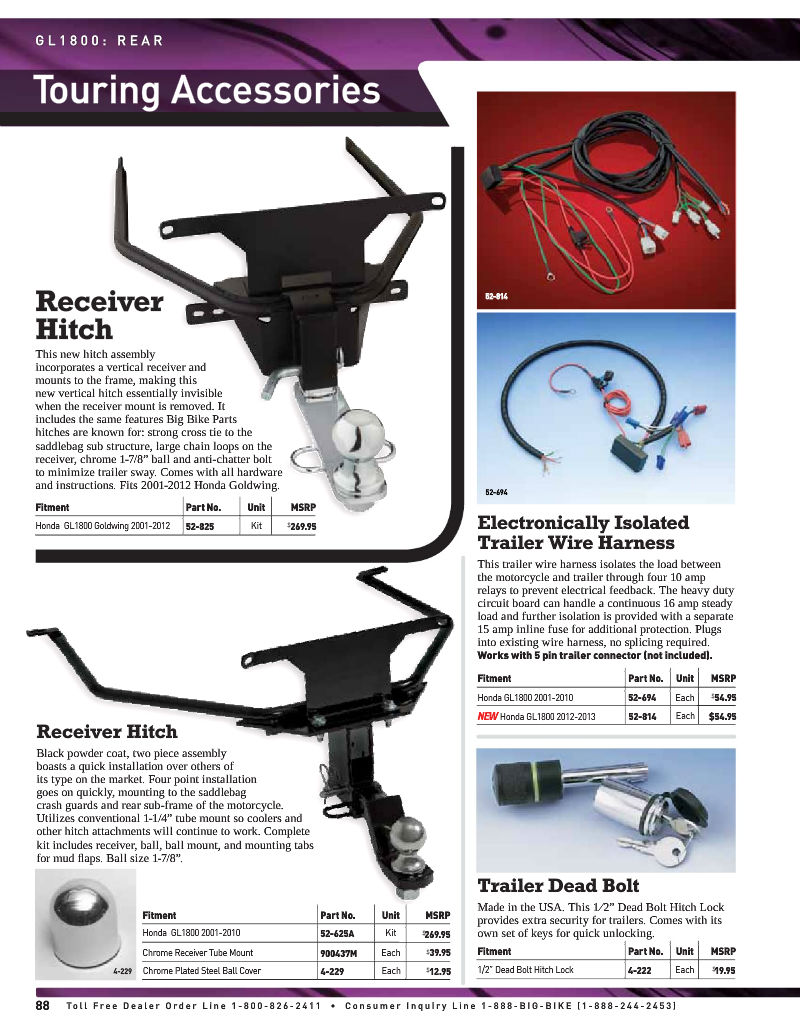 GL1800: REAR
Touring Accessories
Receiver
Hitch
This new hitch assembly
incorporates a vertical receiver and
mounts to the frame, making this
new vertical hitch essentially invisible
when the receiver mount is removed. It
includes the same features Big Bike Parts
hitches are known for: strong cross tie to the
saddlebag sub structure, large chain loops on the
receiver, chrome 1-7/8” ball and anti-chatter bolt
to minimize trailer sway. Comes with all hardware
and instructions. Fits 2001-2012 Honda Goldwing.
Fitment Part No. Unit MSRP
Honda GL1800 Goldwing 2001-2012 52-825 Kit $269.95
Receiver Hitch
Black powder coat, two piece assembly
boasts a quick installation over others of
its type on the market. Four point installation
goes on quickly, mounting to the saddlebag
crash guards and rear sub-frame of the motorcycle.
Utilizes conventional 1-1/4” tube mount so coolers and
other hitch attachments will continue to work. Complete
kit includes receiver, ball, ball mount, and mounting tabs
for mud flaps. Ball size 1-7/8”.
4-229
Fitment Part No. Unit MSRP
Honda GL1800 2001-2010 52-625A Kit $269.95
Chrome Receiver Tube Mount 900437M Each $39.95
Chrome Plated Steel Ball Cover 4-229 Each $12.95
52-814
52-694
Electronically Isolated
Trailer Wire Harness
This trailer wire harness isolates the load between
the motorcycle and trailer through four 10 amp
relays to prevent electrical feedback. The heavy duty
circuit board can handle a continuous 16 amp steady
load and further isolation is provided with a separate
15 amp inline fuse for additional protection. Plugs
into existing wire harness, no splicing required.
Works with 5 pin trailer connector (not included).
Fitment Part No. Unit MSRP
Honda GL1800 2001-2010 52-694 Each $54.95
NEW Honda GL1800 2012-2013 52-814 Each $54.95
Trailer Dead Bolt
Made in the USA. This 1⁄2” Dead Bolt Hitch Lock
provides extra security for trailers. Comes with its
own set of keys for quick unlocking.
Fitment Part No. Unit MSRP
1/2” Dead Bolt Hitch Lock 4-222 Each $19.95
88 Toll Free Dealer Order Line 1-800-826-2411 • Consumer Inquiry Line 1-888-BIG-BIKE (1-888-244-2453)